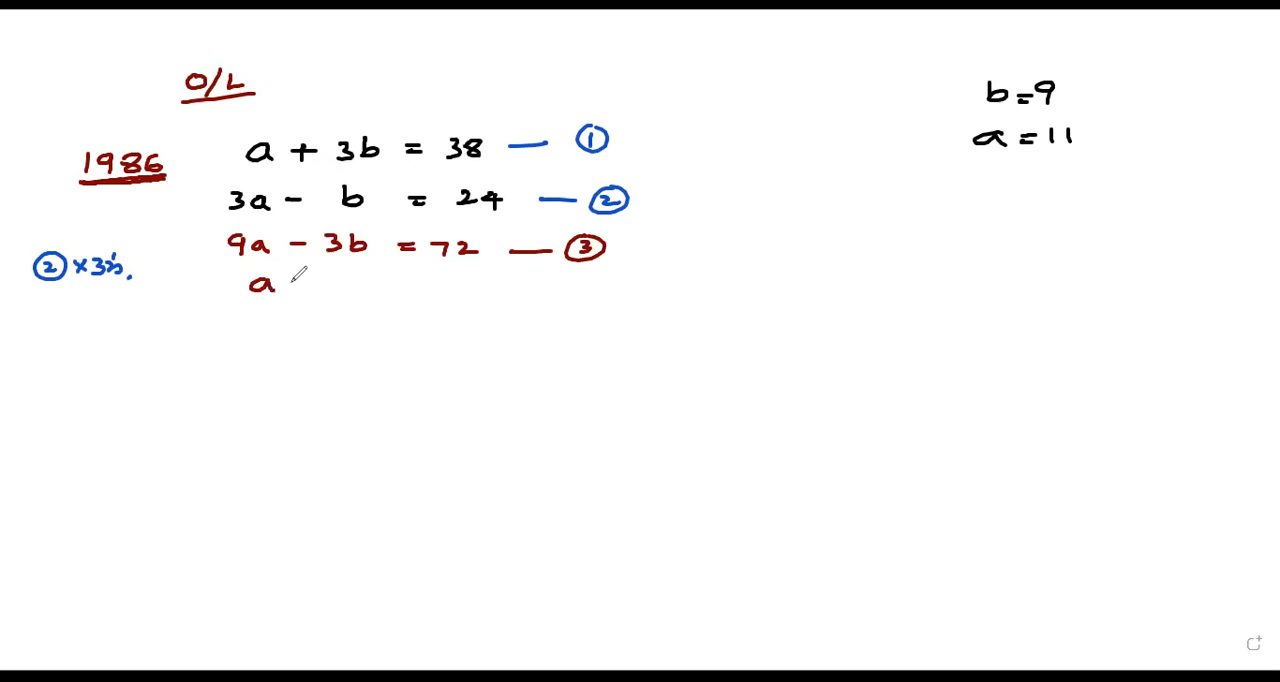 O/L
1986
a + 3b = 38 — ①
3a - b = 24 — ②
9a - 3b = 72 — ③
② ×3
a
b=9
a=11